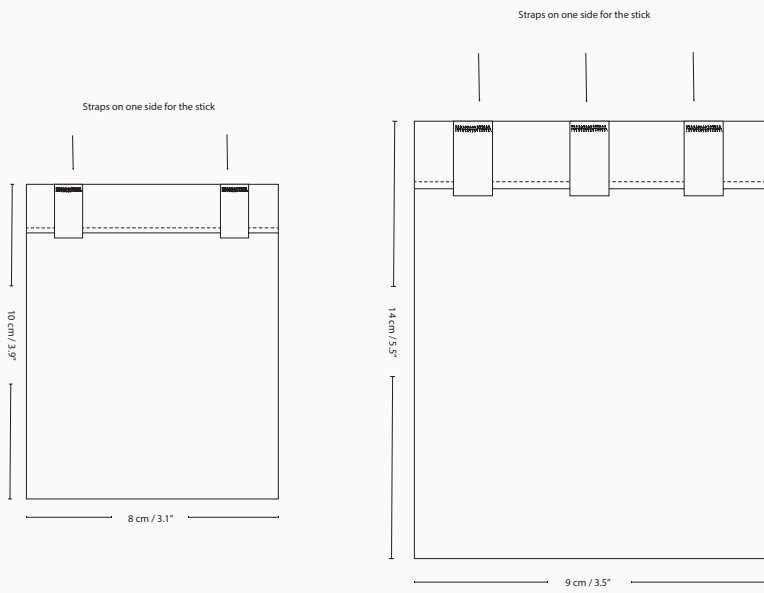 Straps on one side for the stick
10 cm / 3.9”
8 cm / 3.1”
Straps on one side for the stick
14 cm / 5.5”
9 cm / 3.5”